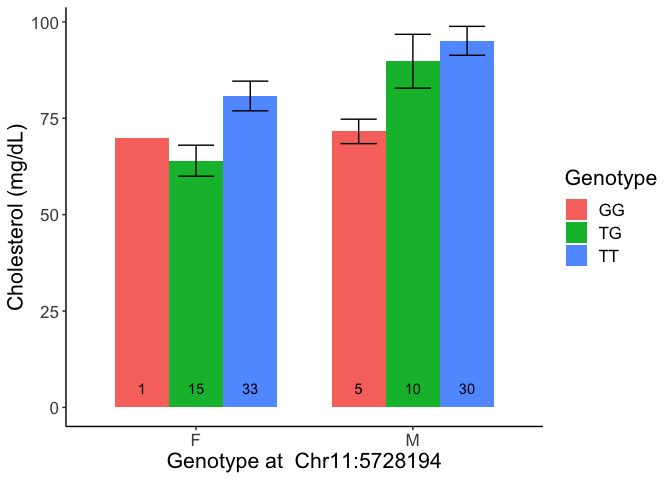 100
75
50
25
0
Cholesterol (mg/dL)
1 15 33 5 10 30
F M
Genotype at  Chr11:5728194
Genotype
GG
TG
TT